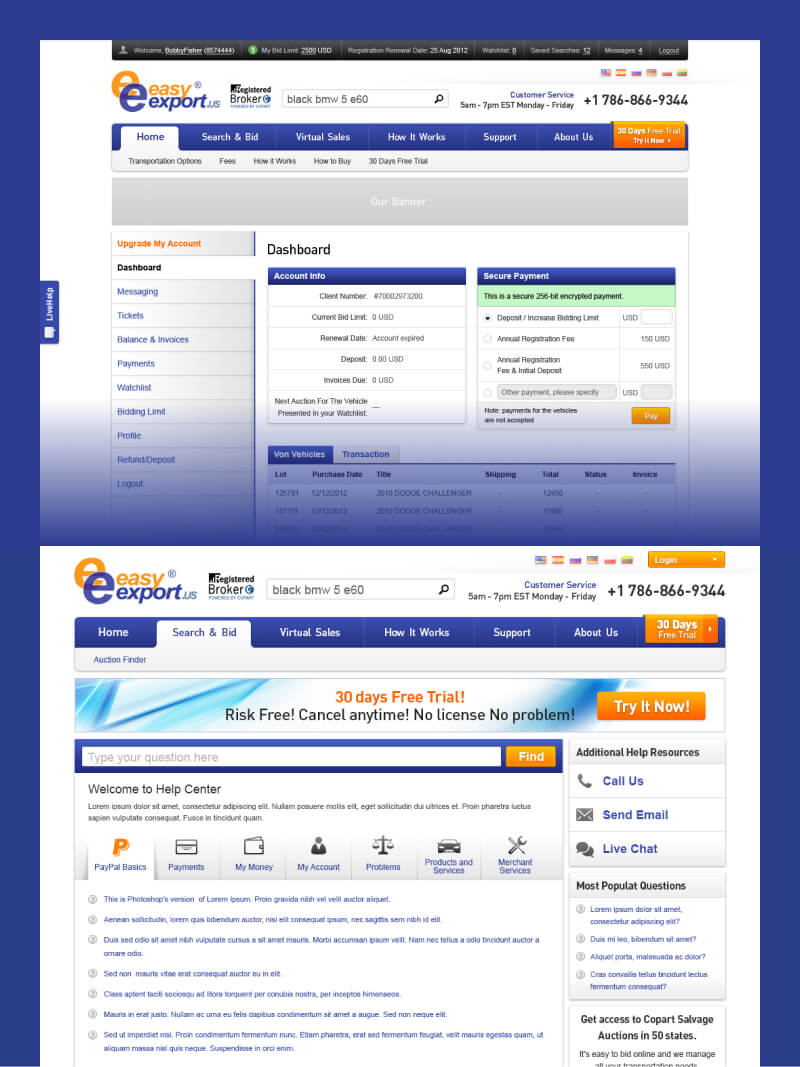 Welcome, BobbyFisher (8574444) My Bid Limit: 2500 USD Registration Renewal Date: 25 Aug 2012 Watchlist: 0 Saved Searches: 12 Messages: 4 Logout
easy®
export.us
Registered
Broker
POWERED BY COPART
black bmw 5 e60
Customer Service
5am - 7pm EST Monday - Friday
+1 786-866-9344
Home Search & Bid Virtual Sales How It Works Support About Us
30 Days Free Trial
Try it Now
Transportation Options Fees How it Works How to Buy 30 Days Free Trial
Our Banner
LiveHelp
Upgrade My Account
Dashboard
Messaging
Tickets
Balance & Invoices
Payments
Watchlist
Bidding Limit
Profile
Refund/Deposit
Logout
Dashboard
Account Info
Client Number: #70002973200
Current Bid Limit: 0 USD
Renewal Date: Account expired
Deposit: 0.00 USD
Invoices Due: 0 USD
Next Auction For The Vehicle
Presented In your Watchlist: —
Secure Payment
This is a secure 256-bit encrypted payment.
Deposit / Increase Bidding Limit USD
Annual Registration Fee 150 USD
Annual Registration
Fee & Initial Deposit 550 USD
Other payment, please specify USD
Note: payments for the vehicles
are not accepted
Pay
Von Vehicles Transaction
Lot Purchase Date Title Shipping Total Status Invoice
125781 12/12/2012 2010 DODGE CHALLENGER - 12450 - -
157111 12/12/2012 2010 DODGE CHALLENGER - 11900 - -
easy®
export.us
Registered
Broker
POWERED BY COPART
black bmw 5 e60
Login
Customer Service
5am - 7pm EST Monday - Friday
+1 786-866-9344
Home Search & Bid Virtual Sales How It Works Support About Us
30 Days
Free Trial
Auction Finder
30 days Free Trial!
Risk Free! Cancel anytime! No license No problem!
Try It Now!
Type your question here
Find
Welcome to Help Center
Lorem ipsum dolor sit amet, consectetur adipiscing elit. Nullam posuere mollis elit, eget sollicitudin dui ultrices et. Proin pharetra luctus
sapien vulputate consequat. Fusce in tincidunt quam.
PayPal Basics
Payments
My Money
My Account
Problems
Products and
Services
Merchant
Services
This is Photoshop's version of Lorem Ipsum. Proin gravida nibh vel velit auctor aliquet.
Aenean sollicitudin, lorem quis bibendum auctor, nisi elit consequat ipsum, nec sagittis sem nibh id elit.
Duis sed odio sit amet nibh vulputate cursus a sit amet mauris. Morbi accumsan ipsum velit. Nam nec tellus a odio tincidunt auctor a
ornare odio.
Sed non mauris vitae erat consequat auctor eu in elit.
Class aptent taciti sociosqu ad litora torquent per conubia nostra, per inceptos himenaeos.
Mauris in erat justo. Nullam ac urna eu felis dapibus condimentum sit amet a augue. Sed non neque elit.
Sed ut imperdiet nisi. Proin condimentum fermentum nunc. Etiam pharetra, erat sed fermentum feugiat, velit mauris egestas quam, ut
aliquam massa nisl quis neque. Suspendisse in orci enim.
Additional Help Resources
Call Us
Send Email
Live Chat
Most Populat Questions
Lorem ipsum dolor sit amet,
consectetur adipiscing elit?
Duis mi leo, bibendum sit amet?
Aliquet porta, malesuada ac dolor?
Cras convallis tellus tincidunt lectus
fermentum consequat?
Get access to Copart Salvage
Auctions in 50 states.
It's easy to bid online and we manage
all your transportation needs